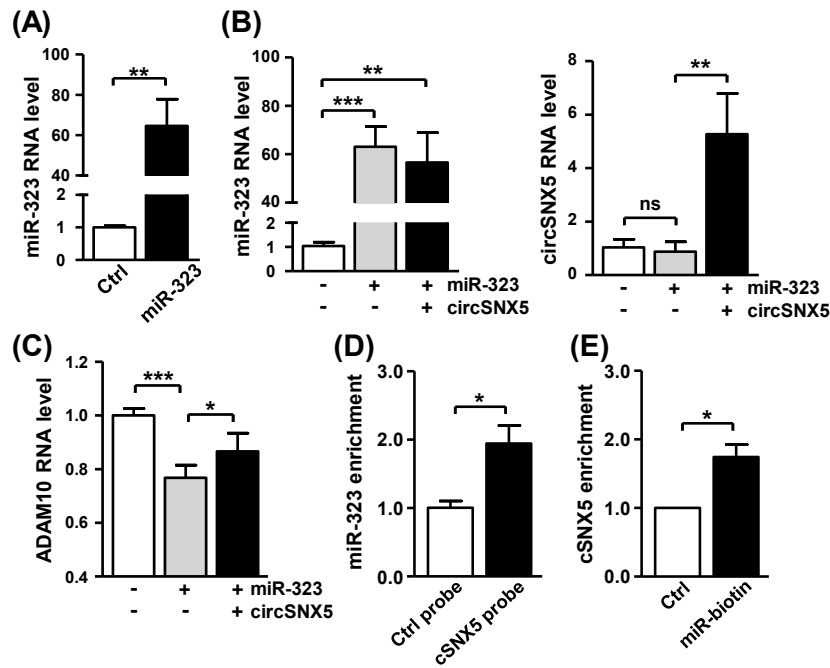 (A)
miR-323 RNA level
100
80
60
40
2
1
0
**
Ctrl
miR-323
(B)
miR-323 RNA level
100
80
60
40
2
1
0
**
***
- + + miR-323
- - + circSNX5
circSNX5 RNA level
8
6
4
2
0
**
ns
- + + miR-323
- - + circSNX5
(C)
ADAM10 RNA level
1.2
1.0
0.8
0.6
0.4
***
*
- + + miR-323
- - + circSNX5
(D)
miR-323 enrichment
3.0
2.0
1.0
0.0
*
Ctrl probe
cSNX5 probe
(E)
cSNX5 enrichment
3.0
2.0
1.0
0.0
*
Ctrl
miR-biotin